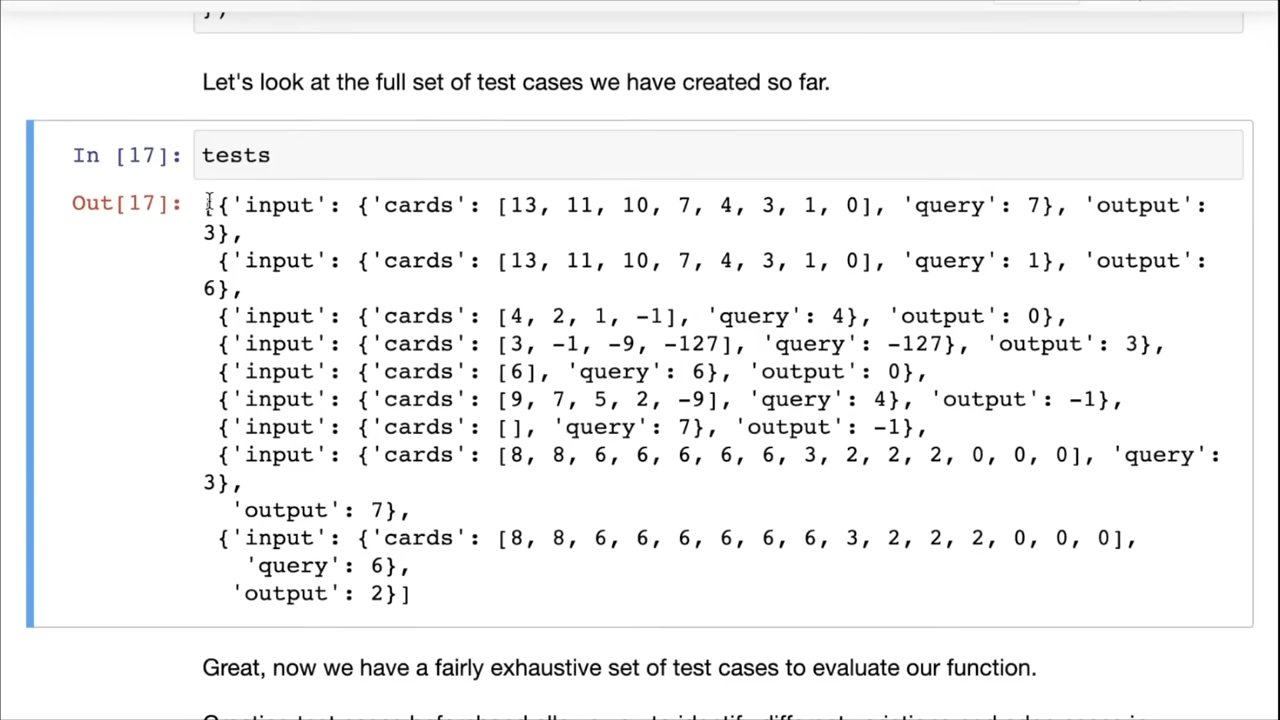 Let's look at the full set of test cases we have created so far.
In [17]: tests
Out[17]: [{'input': {'cards': [13, 11, 10, 7, 4, 3, 1, 0], 'query': 7}, 'output':
3},
{'input': {'cards': [13, 11, 10, 7, 4, 3, 1, 0], 'query': 1}, 'output':
6},
{'input': {'cards': [4, 2, 1, -1], 'query': 4}, 'output': 0},
{'input': {'cards': [3, -1, -9, -127], 'query': -127}, 'output': 3},
{'input': {'cards': [6], 'query': 6}, 'output': 0},
{'input': {'cards': [9, 7, 5, 2, -9], 'query': 4}, 'output': -1},
{'input': {'cards': [], 'query': 7}, 'output': -1},
{'input': {'cards': [8, 8, 6, 6, 6, 6, 6, 3, 2, 2, 2, 0, 0, 0], 'query':
3},
'output': 7},
{'input': {'cards': [8, 8, 6, 6, 6, 6, 6, 6, 3, 2, 2, 2, 0, 0, 0],
'query': 6},
'output': 2}]
Great, now we have a fairly exhaustive set of test cases to evaluate our function.